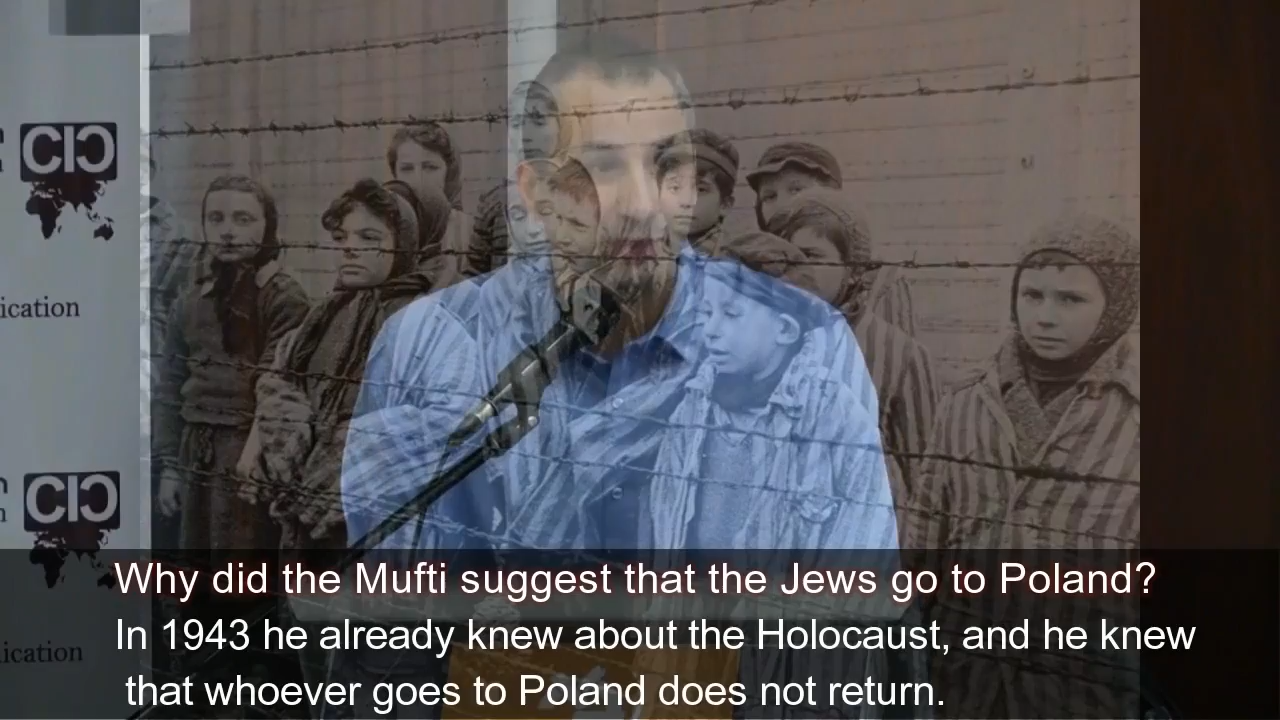 CIC
ication
CIC
ication
Why did the Mufti suggest that the Jews go to Poland?
In 1943 he already knew about the Holocaust, and he knew
that whoever goes to Poland does not return.